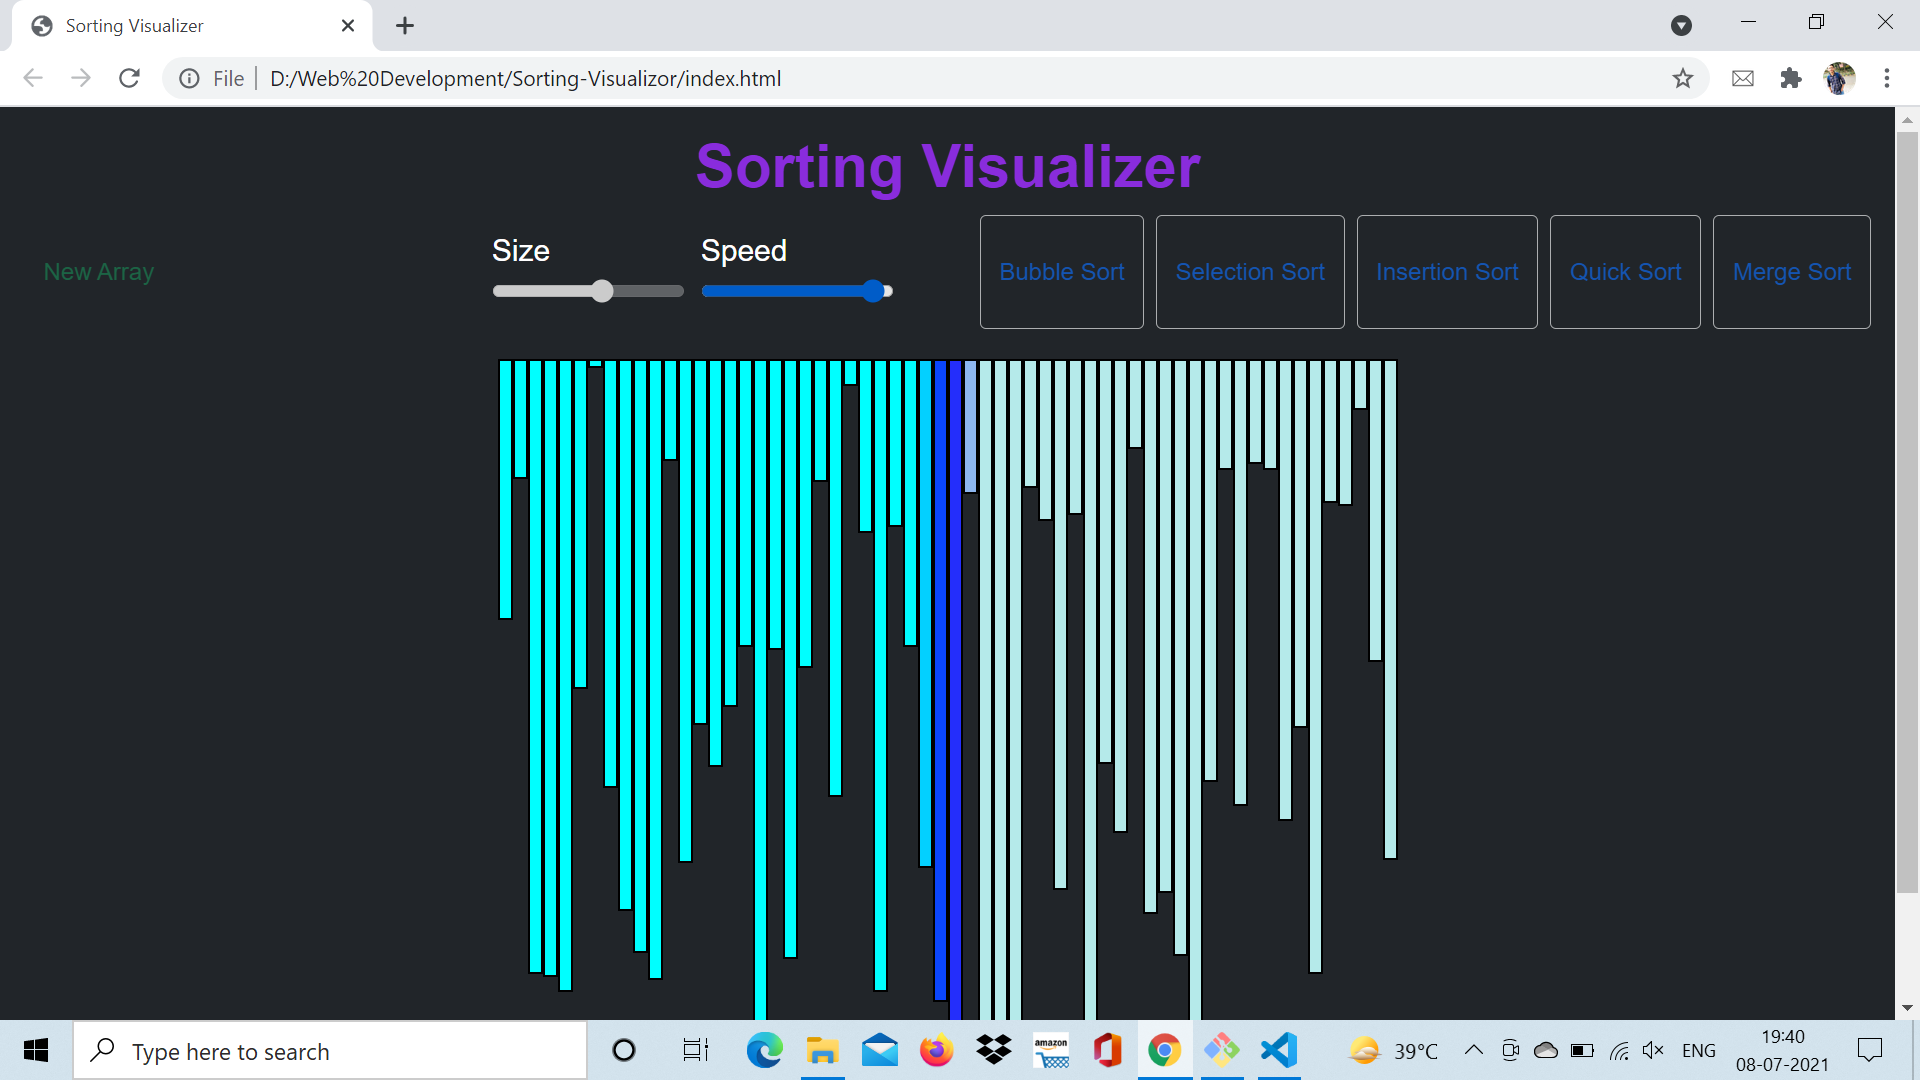 Sorting Visualizer
File
D:/Web%20Development/Sorting-Visualizor/index.html
Sorting Visualizer
New Array
Size
Speed
Bubble Sort
Selection Sort
Insertion Sort
Quick Sort
Merge Sort
Type here to search
amazon
39°C
ENG
19:40
08-07-2021